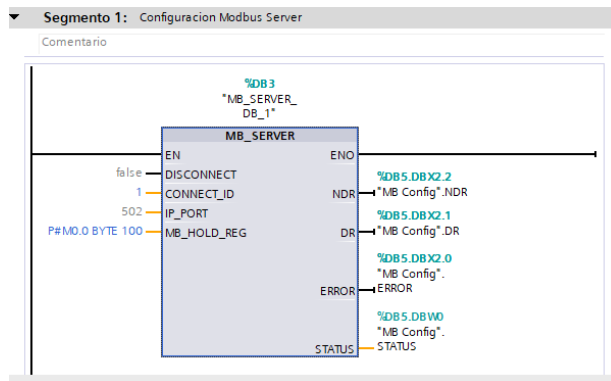 Segmento 1: Configuracion Modbus Server
Comentario
%DB3
"MB_SERVER_
DB_1"
MB_SERVER
EN ENO
false DISCONNECT
%DB5.DBX2.2
1 CONNECT_ID NDR "MB Config".NDR
502 IP_PORT
%DB5.DBX2.1
P#M0.0 BYTE 100 MB_HOLD_REG DR "MB Config".DR
%DB5.DBX2.0
"MB Config".
ERROR ERROR
%DB5.DBW0
"MB Config".
STATUS STATUS